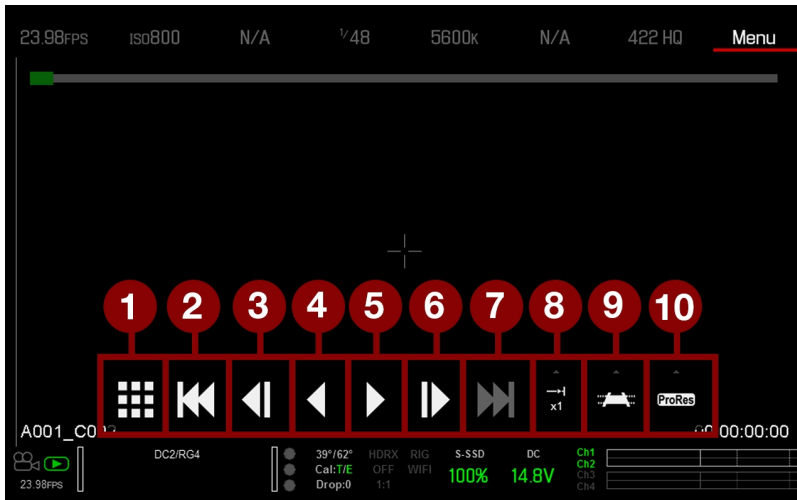 23.98FPS ISO800 N/A 1/48 5600K N/A 422 HQ Menu
1 2 3 4 5 6 7 8 9 10
x1 ProRes
A001_C0 :00:00:00
DC2/RG4 39°/62° HDRX RIG S-SSD DC Ch1
Cal:T/E OFF WIFI 100% 14.8V Ch2
23.98FPS Drop:0 1:1 Ch3
Ch4